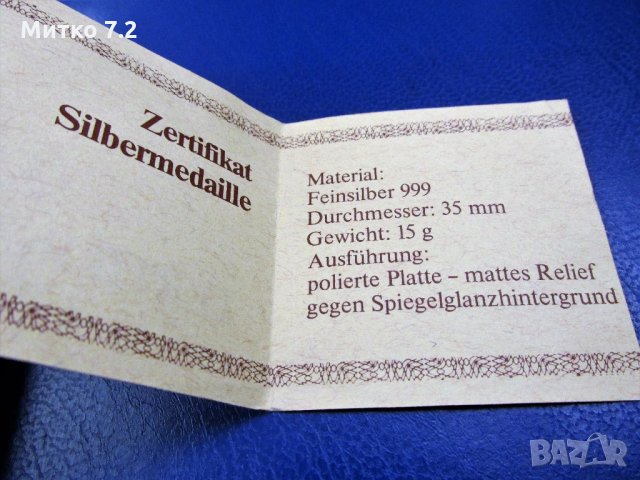 Митко 7.2
Zertifikat
Silbermedaille
Material:
Feinsilber 999
Durchmesser: 35 mm
Gewicht: 15 g
Ausführung:
polierte Platte – mattes Relief
gegen Spiegelglanzhintergrund
BAZAR